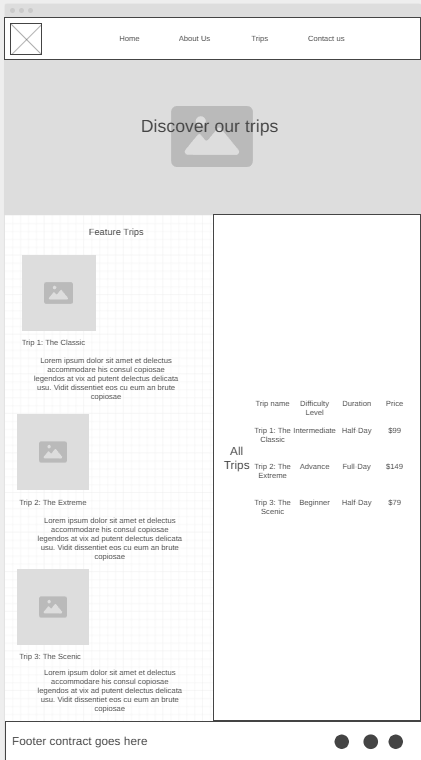 Home About Us Trips Contact us
Discover our trips
Feature Trips
Trip 1: The Classic
Lorem ipsum dolor sit amet et delectus
accommodare his consul copiosae
legendos at vix ad putent delectus delicata
usu. Vidit dissentiet eos cu eum an brute
copiosae
Trip 2: The Extreme
Lorem ipsum dolor sit amet et delectus
accommodare his consul copiosae
legendos at vix ad putent delectus delicata
usu. Vidit dissentiet eos cu eum an brute
copiosae
Trip 3: The Scenic
Lorem ipsum dolor sit amet et delectus
accommodare his consul copiosae
legendos at vix ad putent delectus delicata
usu. Vidit dissentiet eos cu eum an brute
copiosae
All
Trips
Trip name Difficulty Duration Price
Level
Trip 1: The Intermediate Half Day $99
Classic
Trip 2: The Advance Full Day $149
Extreme
Trip 3: The Beginner Half Day $79
Scenic
Footer contract goes here